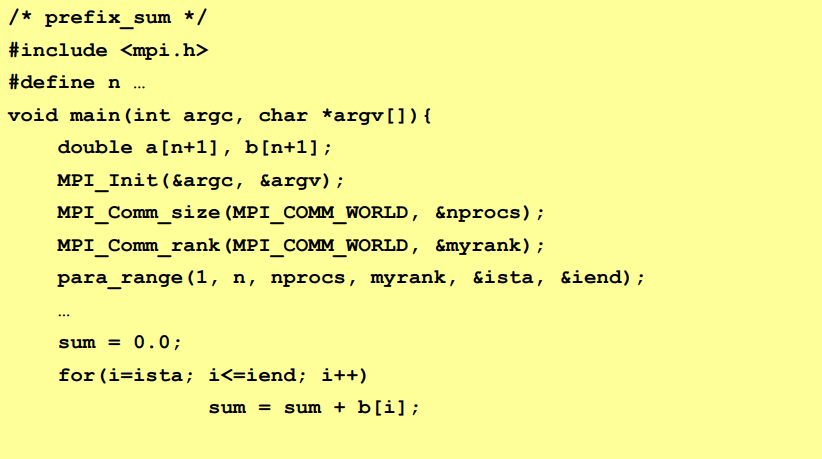 /* prefix_sum */
#include <mpi.h>
#define n …
void main(int argc, char *argv[]){
    double a[n+1], b[n+1];
    MPI_Init(&argc, &argv);
    MPI_Comm_size(MPI_COMM_WORLD, &nprocs);
    MPI_Comm_rank(MPI_COMM_WORLD, &myrank);
    para_range(1, n, nprocs, myrank, &ista, &iend);
    …
    sum = 0.0;
    for(i=ista; i<=iend; i++)
                sum = sum + b[i];